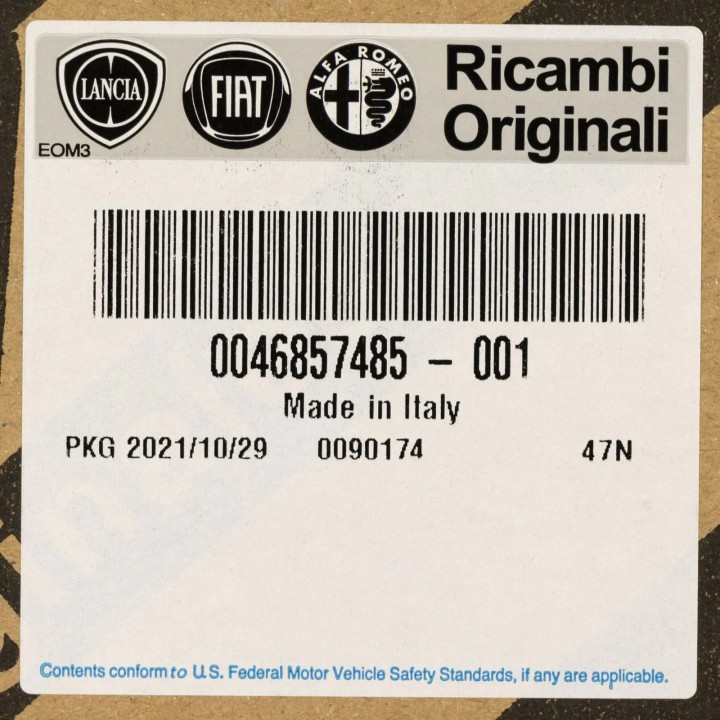 LANCIA
FIAT
ALFA ROMEO
Ricambi
Originali
EOM3
0046857485 - 001
Made in Italy
PKG 2021/10/29 0090174 47N
Contents conform to U.S. Federal Motor Vehicle Safety Standards, if any are applicable.